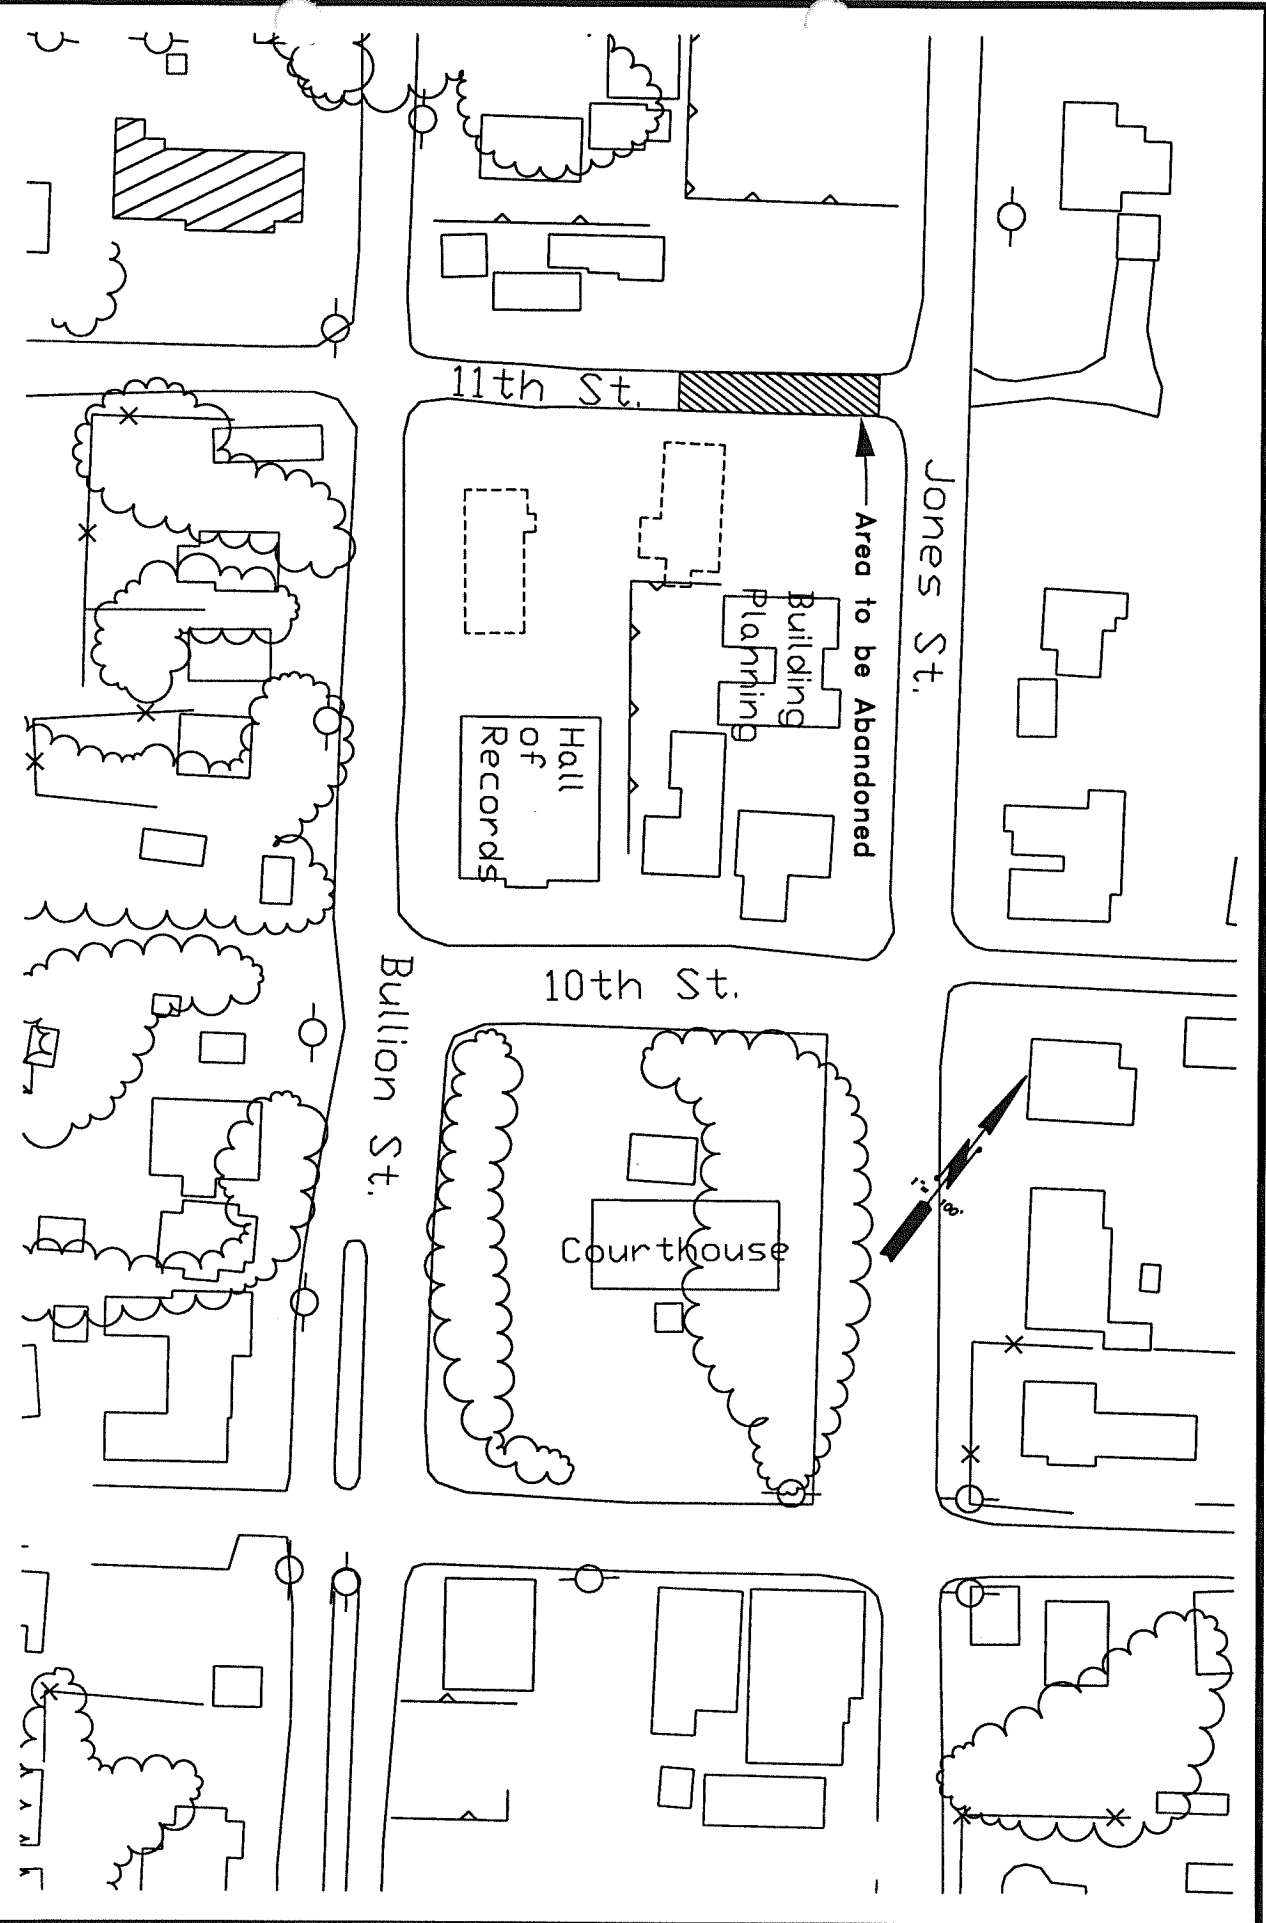 11th St.
Jones St.
Area to be Abandoned
Building
Planning
Hall
of
Records
10th St.
Bullion St.
Courthouse
100'